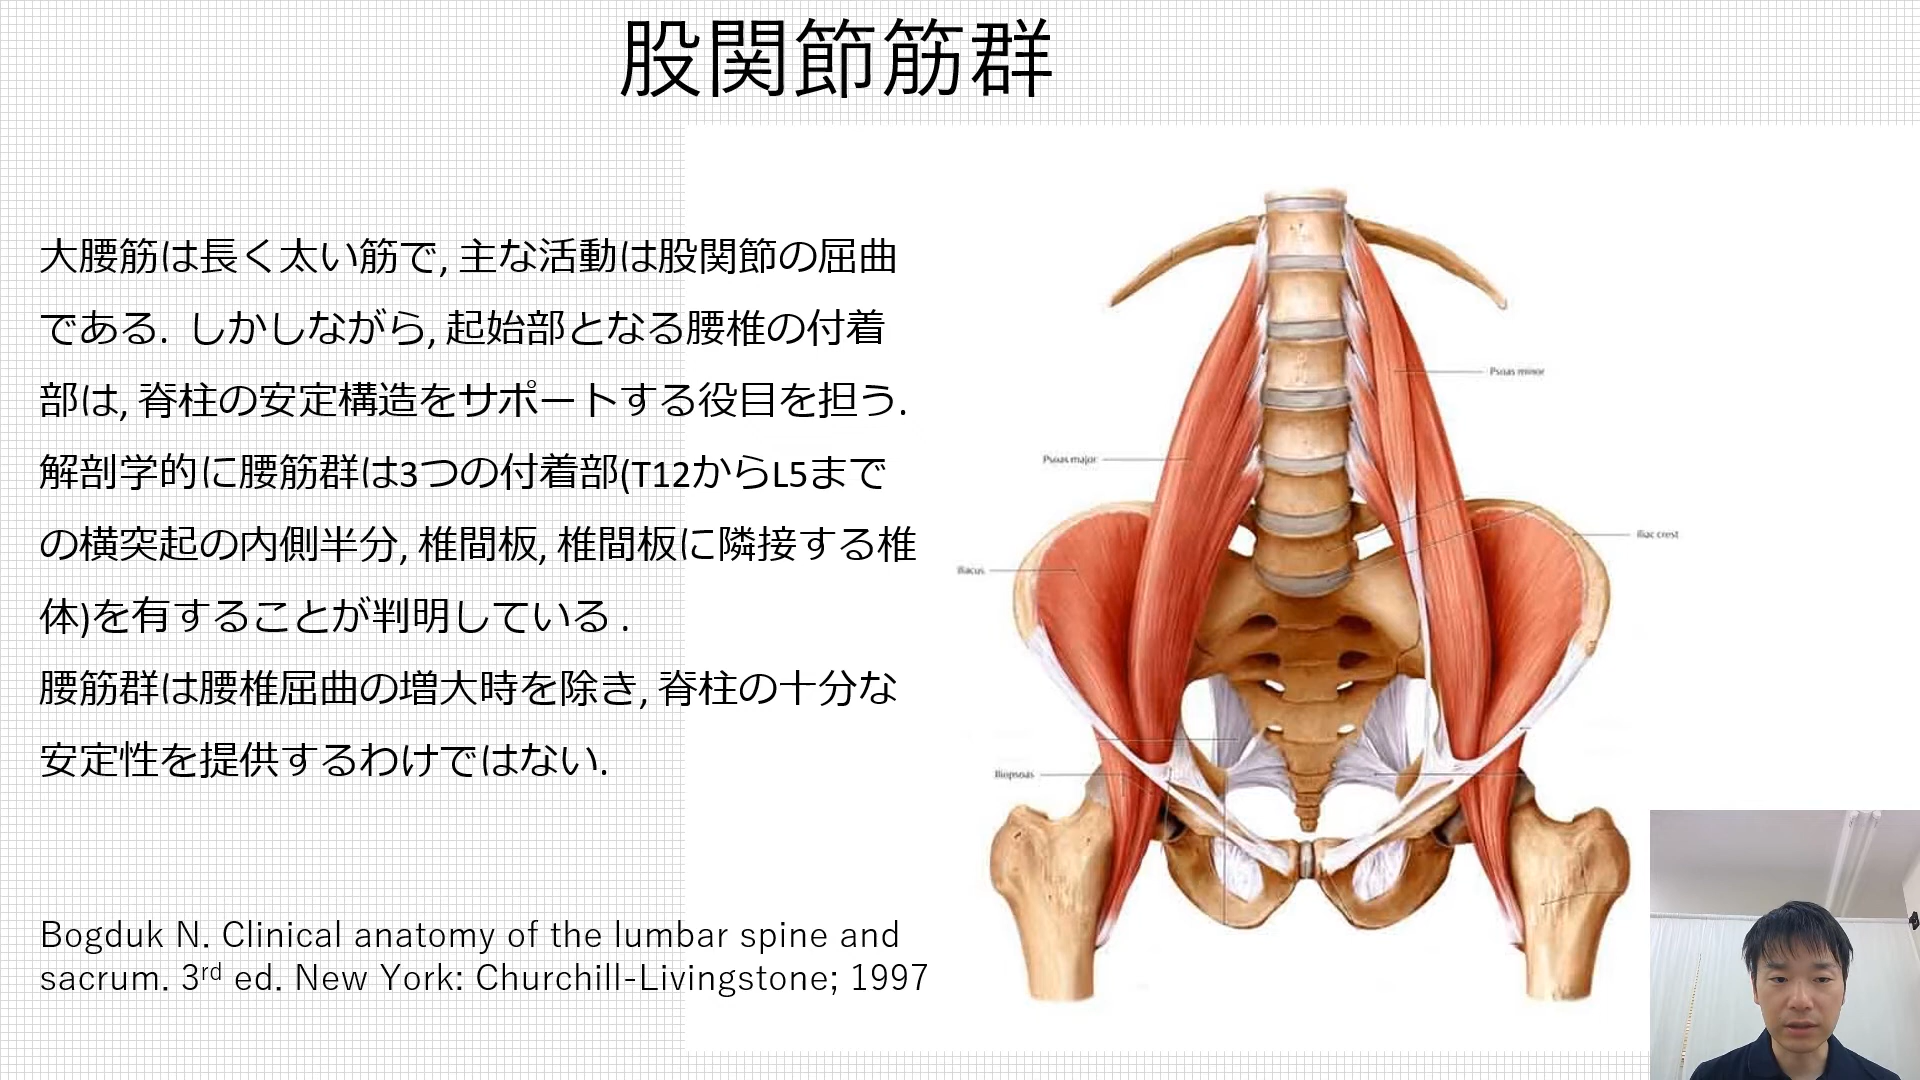 股関節筋群
大腰筋は長く太い筋で, 主な活動は股関節の屈曲
である. しかしながら, 起始部となる腰椎の付着
部は, 脊柱の安定構造をサポートする役目を担う.
解剖学的に腰筋群は3つの付着部(T12からL5まで
の横突起の内側半分, 椎間板, 椎間板に隣接する椎
体)を有することが判明している .
腰筋群は腰椎屈曲の増大時を除き, 脊柱の十分な
安定性を提供するわけではない.
Bogduk N. Clinical anatomy of the lumbar spine and
sacrum. 3rd ed. New York: Churchill-Livingstone; 1997
Psoas minor
Psoas major
Iliac crest
Iliacus
Iliopsoas